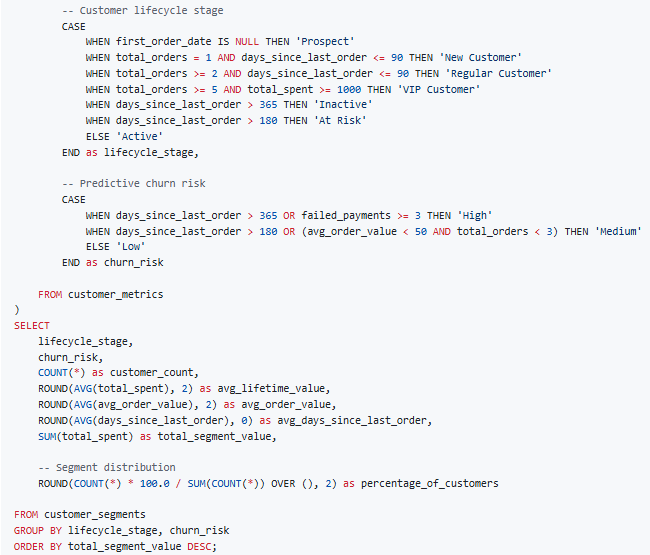 -- Customer lifecycle stage
CASE
WHEN first_order_date IS NULL THEN 'Prospect'
WHEN total_orders = 1 AND days_since_last_order <= 90 THEN 'New Customer'
WHEN total_orders >= 2 AND days_since_last_order <= 90 THEN 'Regular Customer'
WHEN total_orders >= 5 AND total_spent >= 1000 THEN 'VIP Customer'
WHEN days_since_last_order > 365 THEN 'Inactive'
WHEN days_since_last_order > 180 THEN 'At Risk'
ELSE 'Active'
END as lifecycle_stage,
-- Predictive churn risk
CASE
WHEN days_since_last_order > 365 OR failed_payments >= 3 THEN 'High'
WHEN days_since_last_order > 180 OR (avg_order_value < 50 AND total_orders < 3) THEN 'Medium'
ELSE 'Low'
END as churn_risk
FROM customer_metrics
)
SELECT
lifecycle_stage,
churn_risk,
COUNT(*) as customer_count,
ROUND(AVG(total_spent), 2) as avg_lifetime_value,
ROUND(AVG(avg_order_value), 2) as avg_order_value,
ROUND(AVG(days_since_last_order), 0) as avg_days_since_last_order,
SUM(total_spent) as total_segment_value,
-- Segment distribution
ROUND(COUNT(*) * 100.0 / SUM(COUNT(*)) OVER (), 2) as percentage_of_customers
FROM customer_segments
GROUP BY lifecycle_stage, churn_risk
ORDER BY total_segment_value DESC;